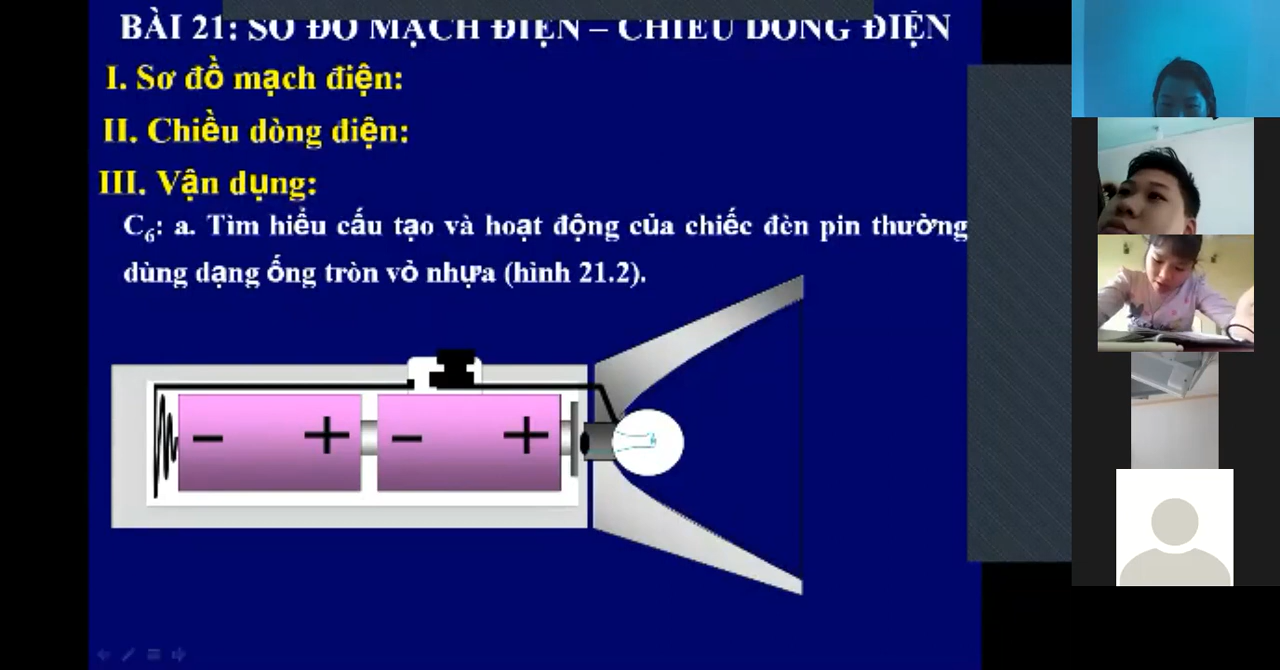 BÀI 21: SƠ ĐỒ MẠCH ĐIỆN – CHIỀU DÒNG ĐIỆN
I. Sơ đồ mạch điện:
II. Chiều dòng điện:
III. Vận dụng:
C6: a. Tìm hiểu cấu tạo và hoạt động của chiếc đèn pin thường
dùng dạng ống tròn vỏ nhựa (hình 21.2).
− + − +